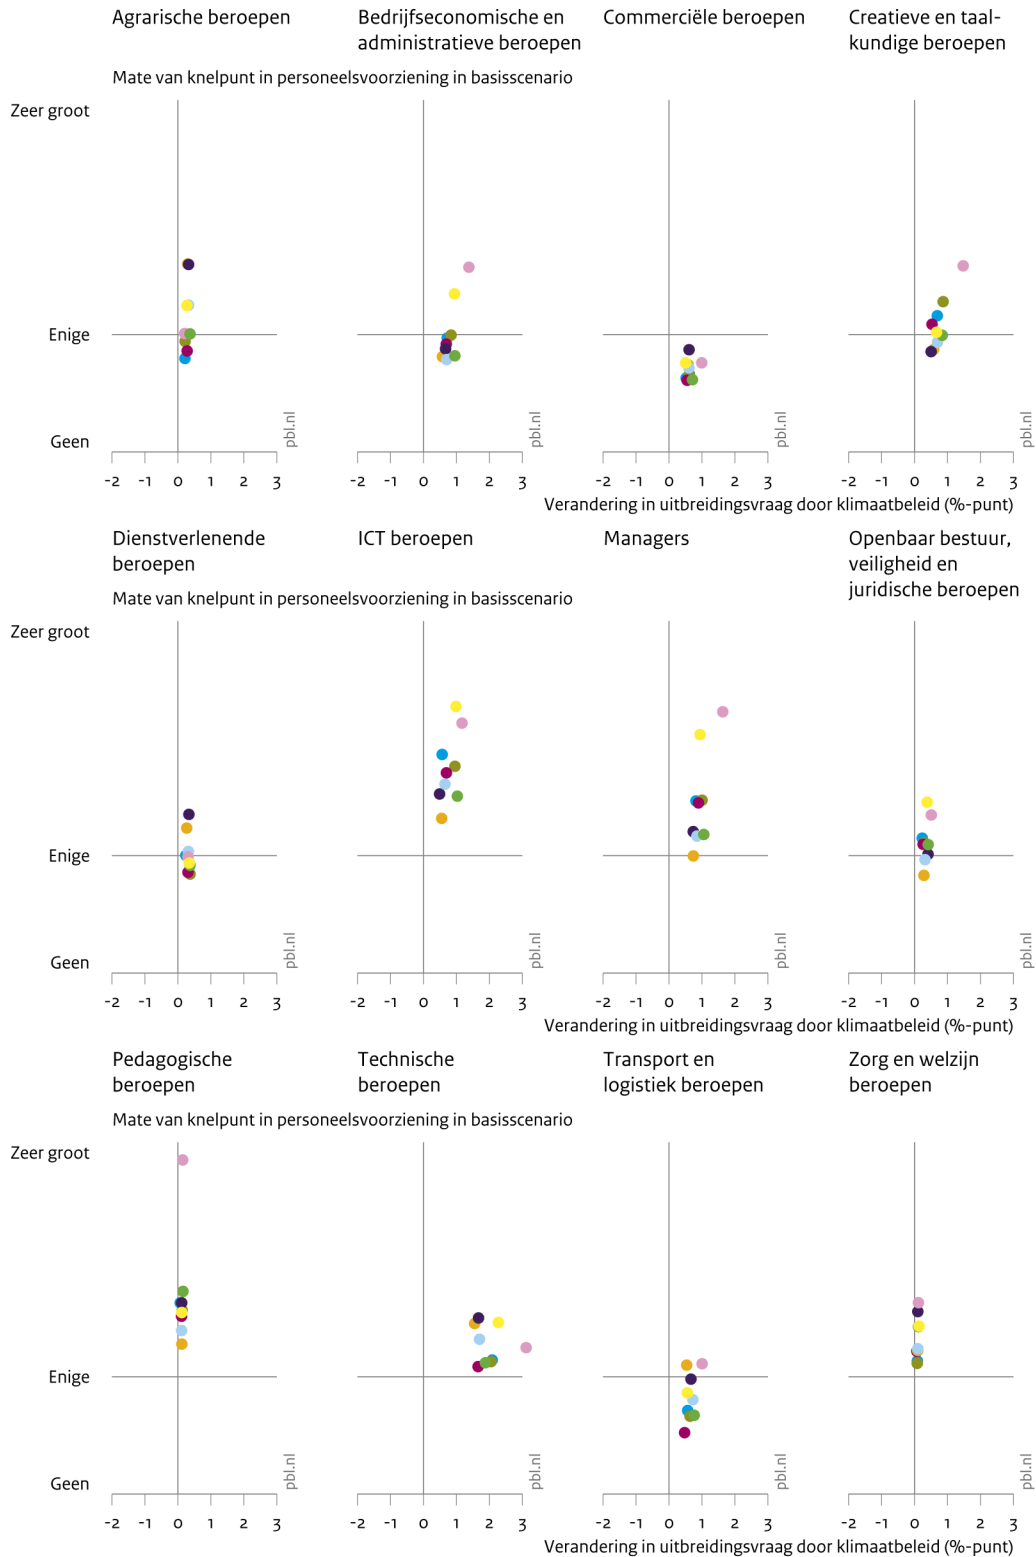 Agrarische beroepen
Bedrijfseconomische en
administratieve beroepen
Commerciële beroepen
Creatieve en taal-
kundige beroepen
Mate van knelpunt in personeelsvoorziening in basisscenario
Zeer groot
Enige
Geen
pbl.nl
pbl.nl
pbl.nl
pbl.nl
-2 -1 0 1 2 3
-2 -1 0 1 2 3
-2 -1 0 1 2 3
-2 -1 0 1 2 3
Verandering in uitbreidingsvraag door klimaatbeleid (%-punt)
Dienstverlenende
beroepen
ICT beroepen
Managers
Openbaar bestuur,
veiligheid en
juridische beroepen
Mate van knelpunt in personeelsvoorziening in basisscenario
Zeer groot
Enige
Geen
pbl.nl
pbl.nl
pbl.nl
pbl.nl
-2 -1 0 1 2 3
-2 -1 0 1 2 3
-2 -1 0 1 2 3
-2 -1 0 1 2 3
Verandering in uitbreidingsvraag door klimaatbeleid (%-punt)
Pedagogische
beroepen
Technische
beroepen
Transport en
logistiek beroepen
Zorg en welzijn
beroepen
Mate van knelpunt in personeelsvoorziening in basisscenario
Zeer groot
Enige
Geen
pbl.nl
pbl.nl
pbl.nl
pbl.nl
-2 -1 0 1 2 3
-2 -1 0 1 2 3
-2 -1 0 1 2 3
-2 -1 0 1 2 3
Verandering in uitbreidingsvraag door klimaatbeleid (%-punt)